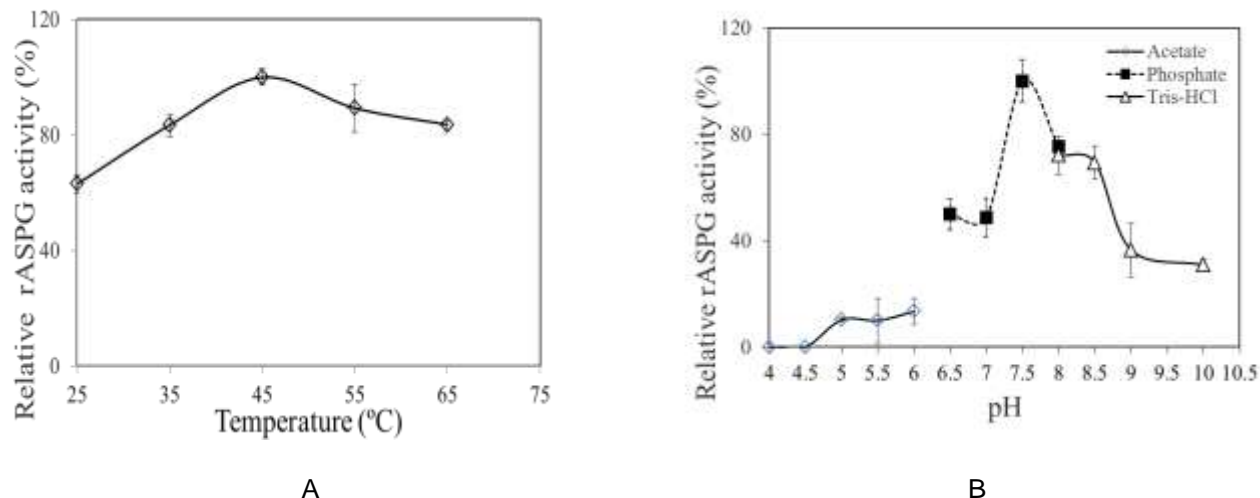 Relative rASPG activity (%)
120
80
40
0
25 35 45 55 65 75
Temperature (ºC)
A
Relative rASPG activity (%)
120
80
40
0
Acetate
Phosphate
Tris-HCl
4 4.5 5 5.5 6 6.5 7 7.5 8 8.5 9 9.5 10 10.5
pH
B